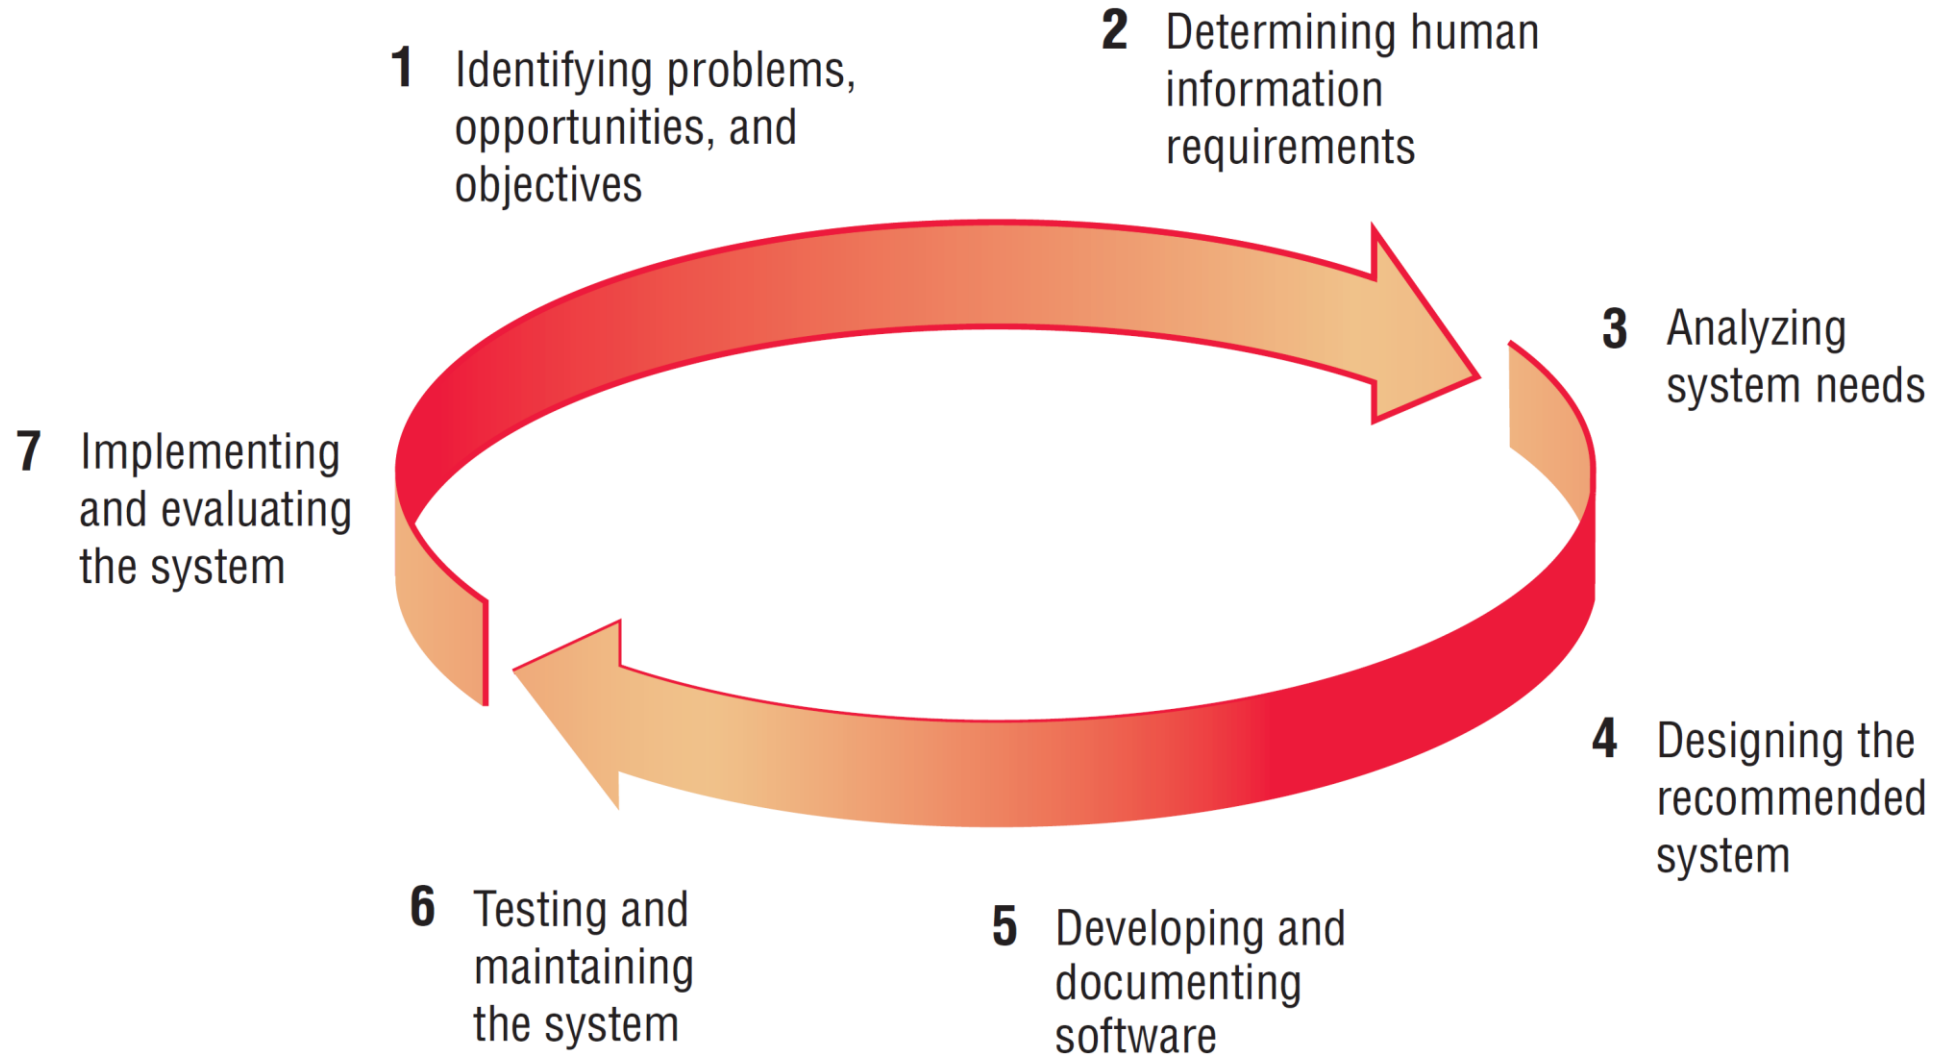 1 Identifying problems,
opportunities, and
objectives
2 Determining human
information
requirements
3 Analyzing
system needs
4 Designing the
recommended
system
5 Developing and
documenting
software
6 Testing and
maintaining
the system
7 Implementing
and evaluating
the system